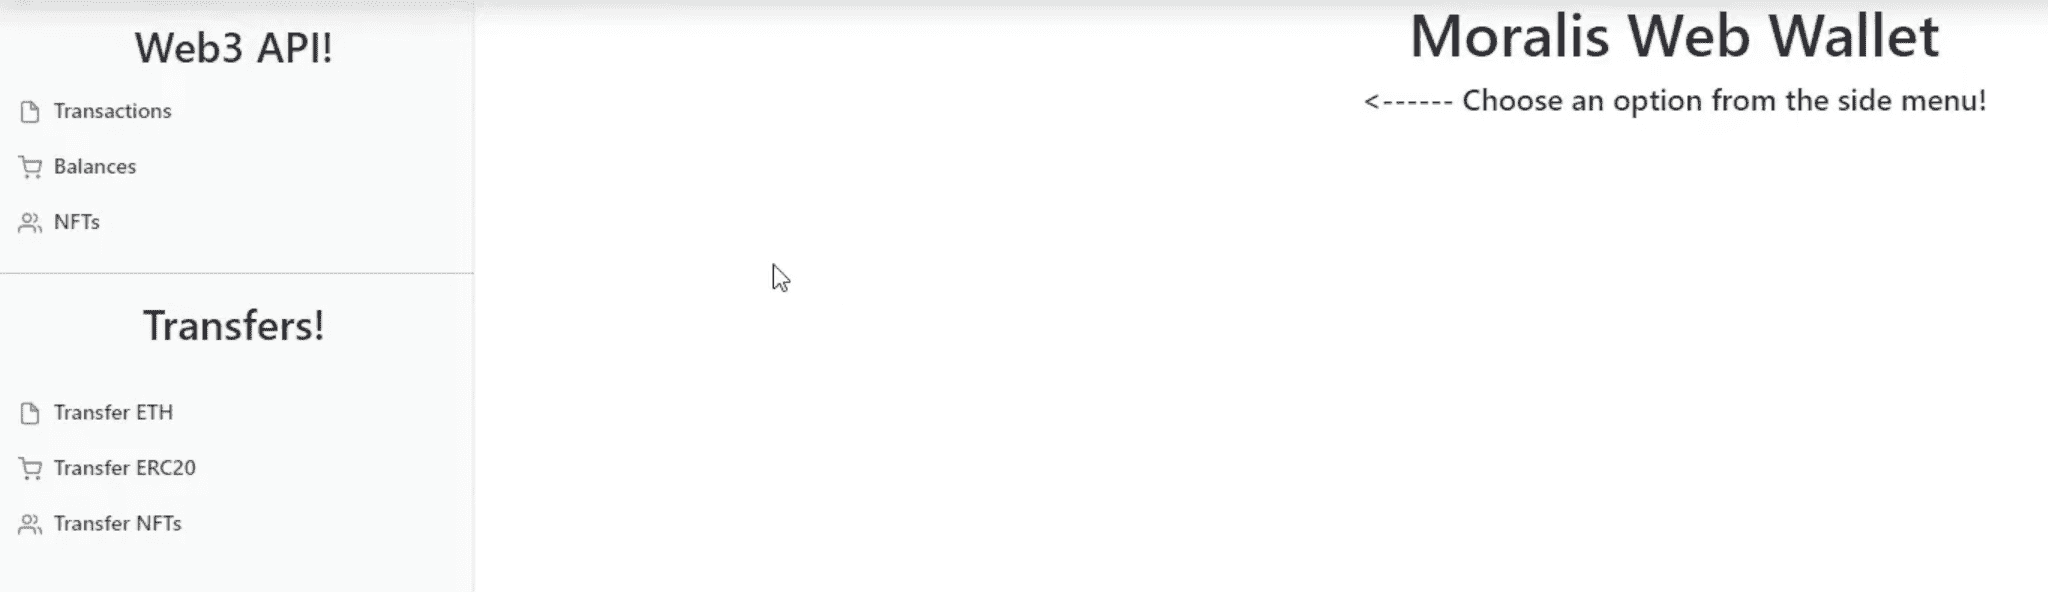 Web3 API!
Transactions
Balances
NFTs
Transfers!
Transfer ETH
Transfer ERC20
Transfer NFTs
Moralis Web Wallet
<------ Choose an option from the side menu!